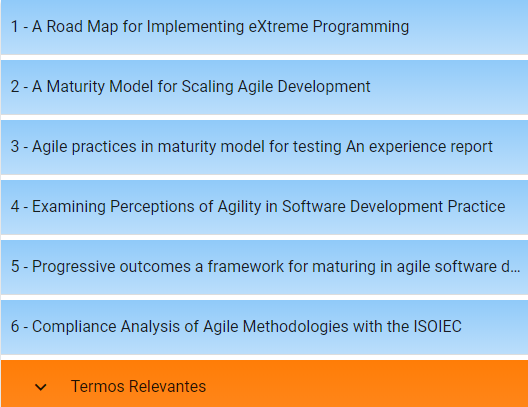 1 - A Road Map for Implementing eXtreme Programming
2 - A Maturity Model for Scaling Agile Development
3 - Agile practices in maturity model for testing An experience report
4 - Examining Perceptions of Agility in Software Development Practice
5 - Progressive outcomes a framework for maturing in agile software d...
6 - Compliance Analysis of Agile Methodologies with the ISOIEC
Termos Relevantes